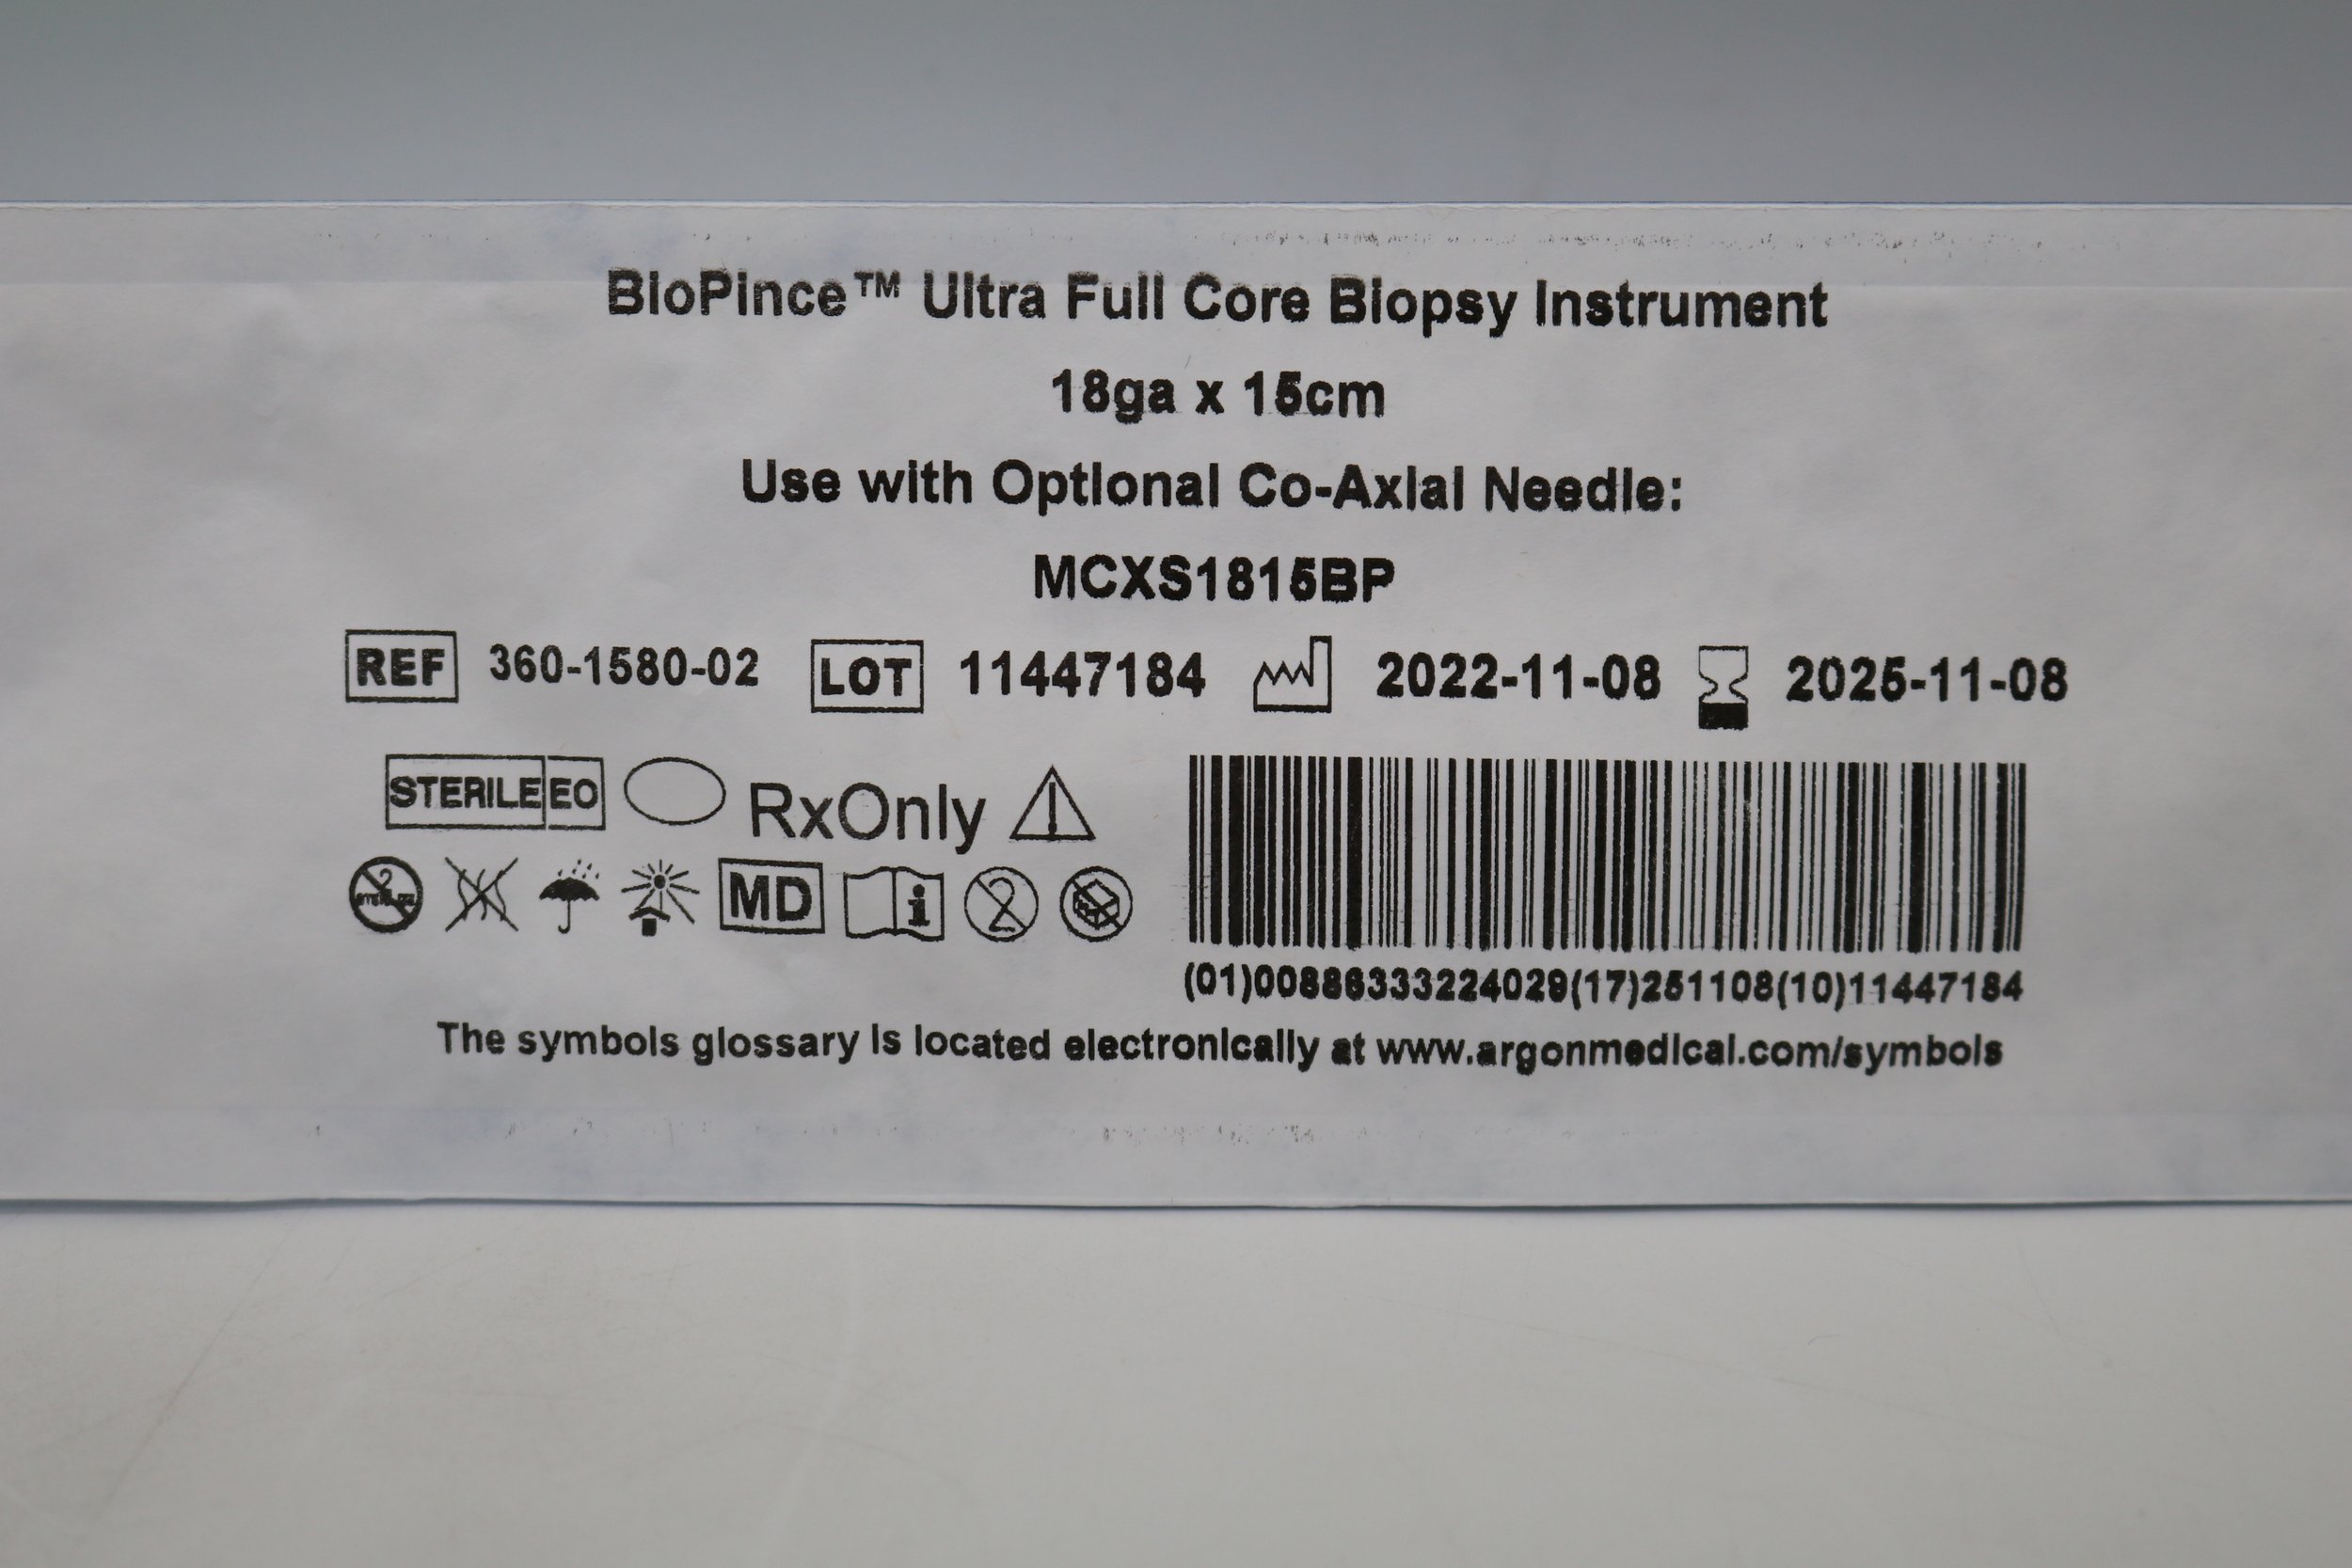 BioPince™ Ultra Full Core Biopsy Instrument
18ga x 15cm
Use with Optional Co-Axial Needle:
MCXS1815BP
REF 360-1580-02 LOT 11447184 2022-11-08 2025-11-08
STERILE EO RxOnly
MD
(01)00886333224029(17)251108(10)11447184
The symbols glossary is located electronically at www.argonmedical.com/symbols